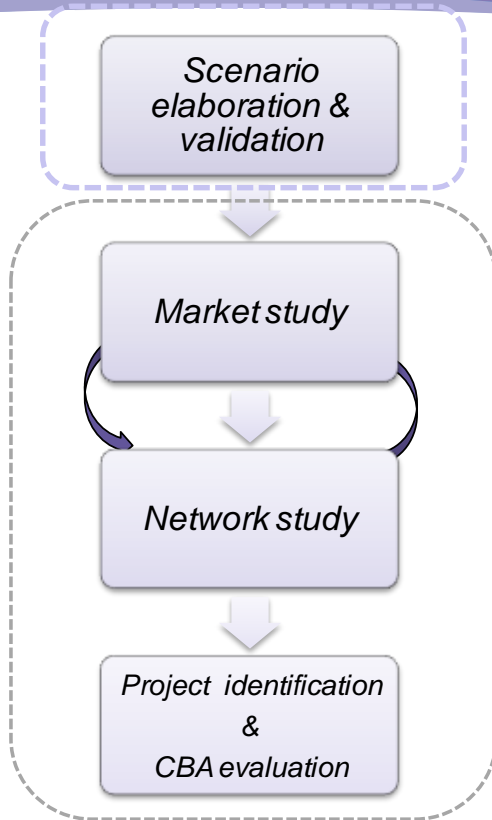 Scenario
elaboration &
validation
Market study
Network study
Project identification
&
CBA evaluation